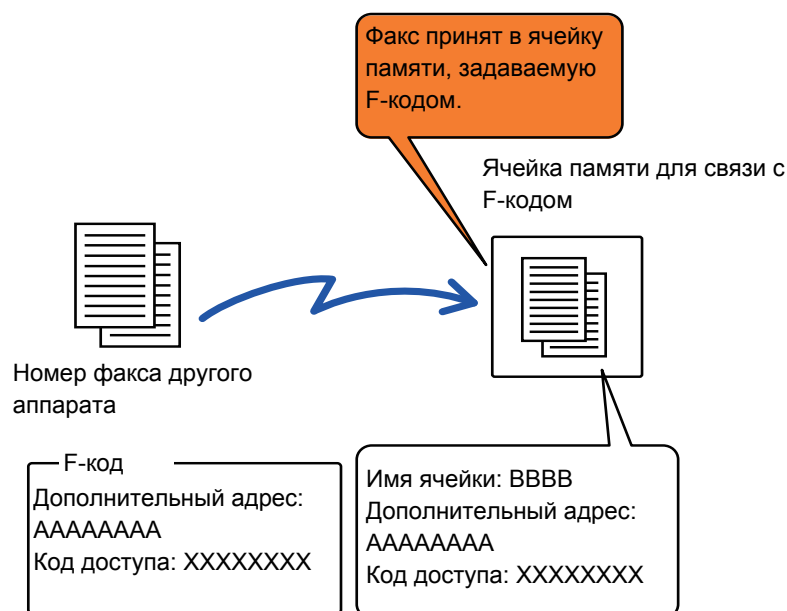 Факс принят в ячейку
памяти, задаваемую
F-кодом.
Ячейка памяти для связи с
F-кодом
Номер факса другого
аппарата
F-код
Дополнительный адрес:
AAAAAAAA
Код доступа: XXXXXXXX
Имя ячейки: BBBB
Дополнительный адрес:
AAAAAAAA
Код доступа: XXXXXXXX